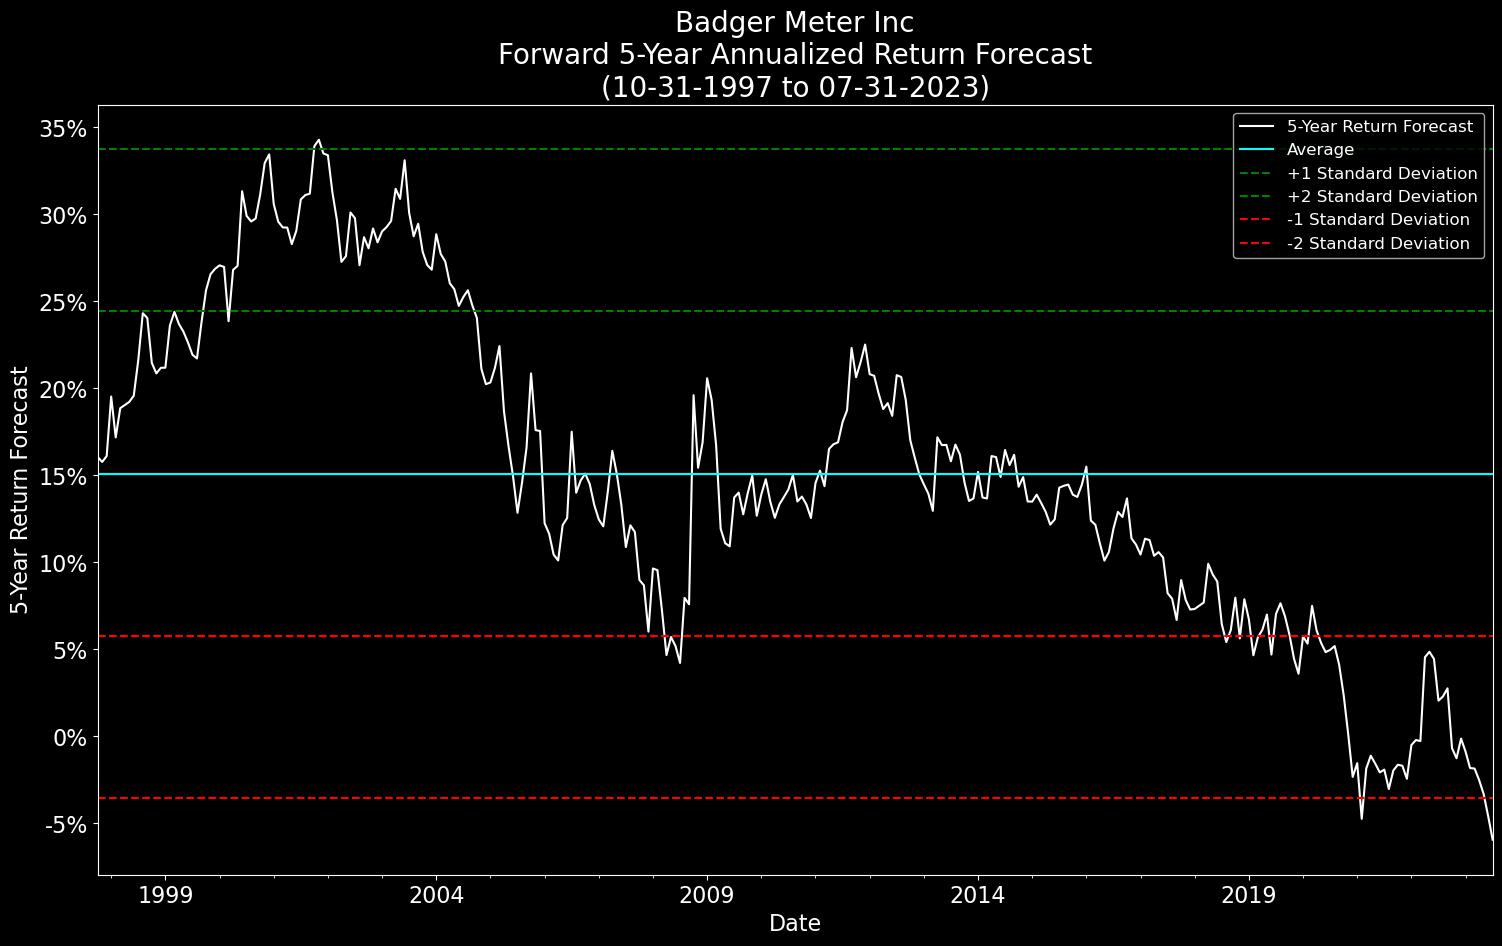 Badger Meter Inc
Forward 5-Year Annualized Return Forecast
(10-31-1997 to 07-31-2023)
5-Year Return Forecast
Average
+1 Standard Deviation
+2 Standard Deviation
-1 Standard Deviation
-2 Standard Deviation
5-Year Return Forecast
35%
30%
25%
20%
15%
10%
5%
0%
-5%
1999 2004 2009 2014 2019
Date